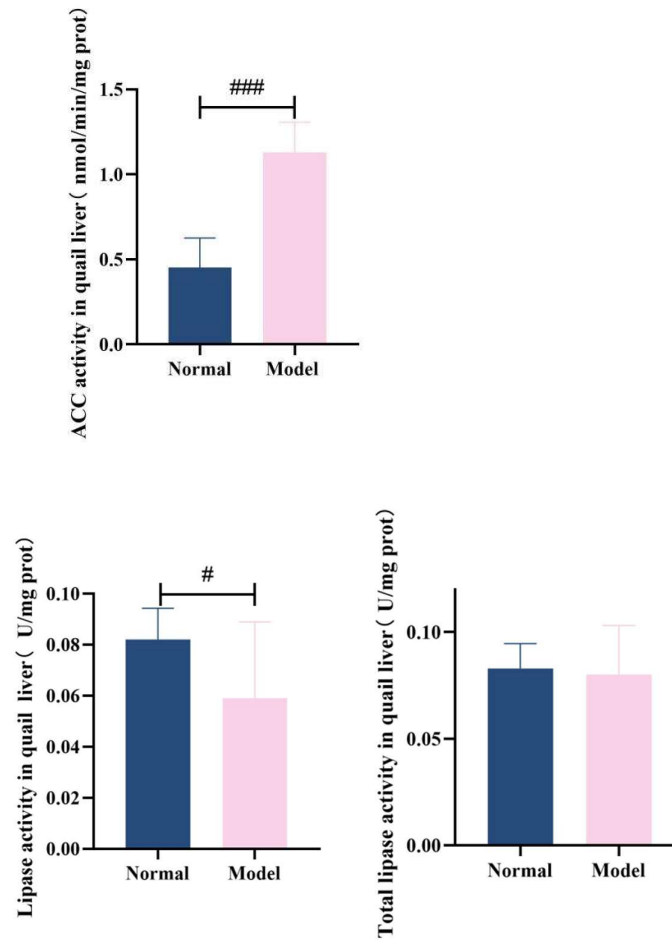 ACC activity in quail liver（ nmol/min/mg prot)
###
1.5
1.0
0.5
0.0
Normal Model
Lipase activity in quail liver（ U/mg prot)
#
0.10
0.08
0.06
0.04
0.02
0.00
Normal Model
Total lipase activity in quail liver（ U/mg prot)
0.10
0.05
0.00
Normal Model